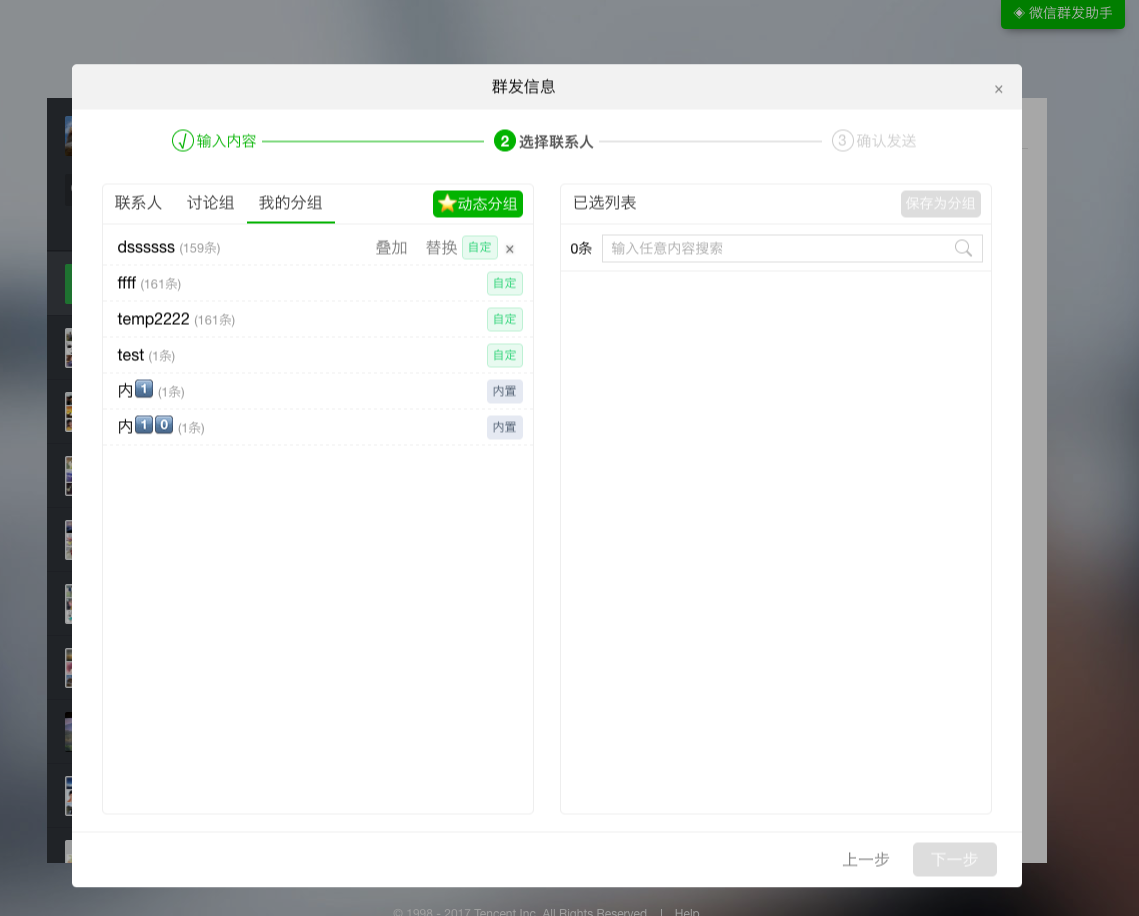 ◈ 微信群发助手
群发信息 ×
√ 输入内容 2 选择联系人 3 确认发送
联系人 讨论组 我的分组 ⭐动态分组
dssssss (159条) 叠加 替换 自定 ×
ffff (161条) 自定
temp2222 (161条) 自定
test (1条) 自定
内1️⃣ (1条) 内置
内1️⃣0️⃣ (1条) 内置
已选列表 保存为分组
0条 输入任意内容搜索
上一步 下一步
© 1998 - 2017 Tencent Inc. All Rights Reserved | Help